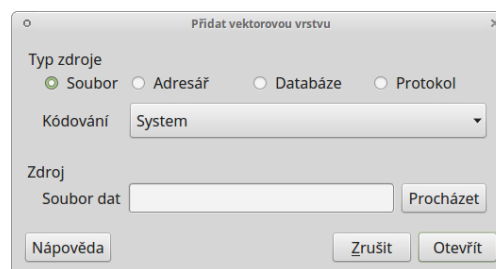 Přidat vektorovou vrstvu
Typ zdroje
Soubor Adresář Databáze Protokol
Kódování System
Zdroj
Soubor dat Procházet
Nápověda Zrušit Otevřít